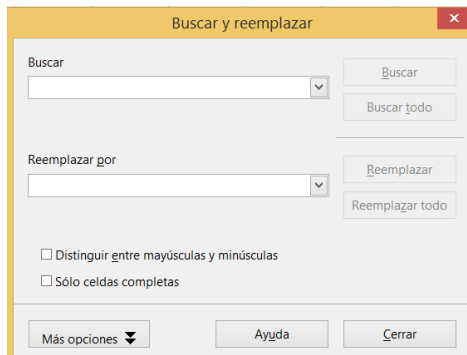 Buscar y reemplazar
Buscar
Buscar
Buscar todo
Reemplazar por
Reemplazar
Reemplazar todo
Distinguir entre mayúsculas y minúsculas
Sólo celdas completas
Más opciones
Ayuda
Cerrar